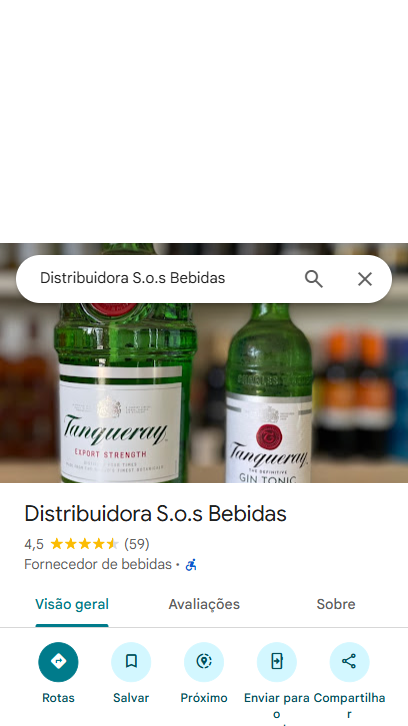 Distribuidora S.o.s Bebidas
Tanqueray
EXPORT STRENGTH
Tanqueray
THE DEFINITIVE
GIN TONIC
Distribuidora S.o.s Bebidas
4,5 (59)
Fornecedor de bebidas ·
Visão geral Avaliações Sobre
Rotas Salvar Próximo Enviar para o Compartilhar